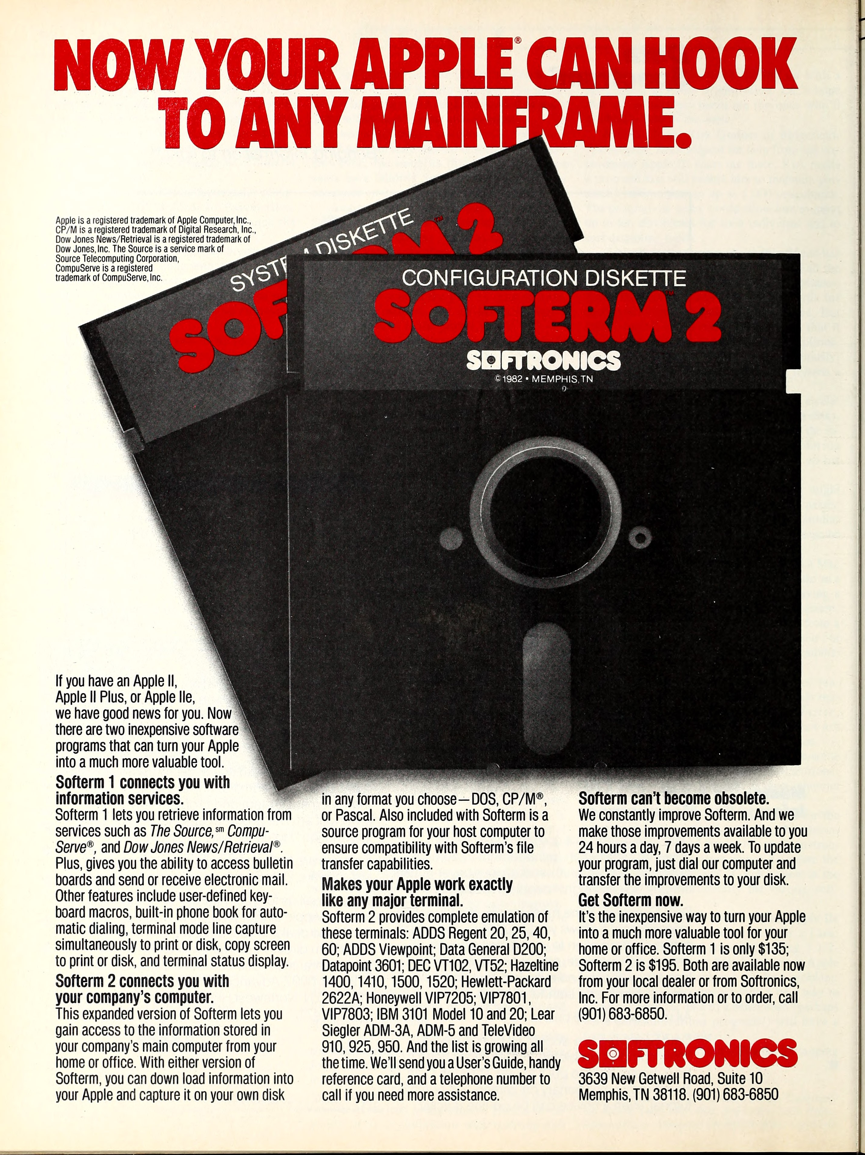 NOW YOUR APPLE® CAN HOOK
TO ANY MAINFRAME.
Apple is a registered trademark of Apple Computer, Inc.,
CP/M is a registered trademark of Digital Research, Inc.,
Dow Jones News/Retrieval is a registered trademark of
Dow Jones, Inc. The Source is a service mark of
Source Telecomputing Corporation,
CompuServe is a registered
trademark of CompuServe, Inc.
DISKETTE
CONFIGURATION DISKETTE
SOFTERM™ 2
SOFTRONICS
© 1982 • MEMPHIS, TN
If you have an Apple II,
Apple II Plus, or Apple IIe,
we have good news for you. Now
there are two inexpensive software
programs that can turn your Apple
into a much more valuable tool.
Softerm 1 connects you with
information services.
Softerm 1 lets you retrieve information from
services such as The Source,℠ Compu-
Serve®, and Dow Jones News/Retrieval®.
Plus, gives you the ability to access bulletin
boards and send or receive electronic mail.
Other features include user-defined key-
board macros, built-in phone book for auto-
matic dialing, terminal mode line capture
simultaneously to print or disk, copy screen
to print or disk, and terminal status display.
Softerm 2 connects you with
your company's computer.
This expanded version of Softerm lets you
gain access to the information stored in
your company's main computer from your
home or office. With either version of
Softerm, you can down load information into
your Apple and capture it on your own disk
in any format you choose—DOS, CP/M®,
or Pascal. Also included with Softerm is a
source program for your host computer to
ensure compatibility with Softerm's file
transfer capabilities.
Makes your Apple work exactly
like any major terminal.
Softerm 2 provides complete emulation of
these terminals: ADDS Regent 20, 25, 40,
60; ADDS Viewpoint; Data General D200;
Datapoint 3601; DEC VT102, VT52; Hazeltine
1400, 1410, 1500, 1520; Hewlett-Packard
2622A; Honeywell VIP7205; VIP7801,
VIP7803; IBM 3101 Model 10 and 20; Lear
Siegler ADM-3A, ADM-5 and TeleVideo
910, 925, 950. And the list is growing all
the time. We'll send you a User's Guide, handy
reference card, and a telephone number to
call if you need more assistance.
Softerm can't become obsolete.
We constantly improve Softerm. And we
make those improvements available to you
24 hours a day, 7 days a week. To update
your program, just dial our computer and
transfer the improvements to your disk.
Get Softerm now.
It's the inexpensive way to turn your Apple
into a much more valuable tool for your
home or office. Softerm 1 is only $135;
Softerm 2 is $195. Both are available now
from your local dealer or from Softronics,
Inc. For more information or to order, call
(901) 683-6850.
SOFTRONICS
3639 New Getwell Road, Suite 10
Memphis, TN 38118. (901) 683-6850